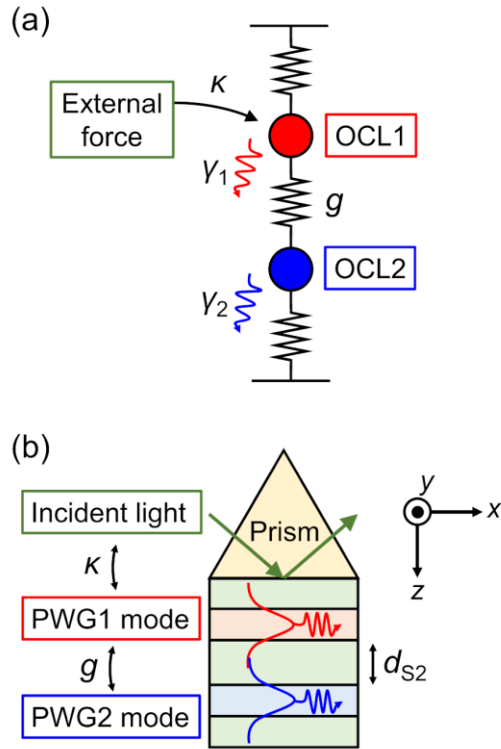 (a)
External
force
κ
OCL1
γ1
g
OCL2
γ2
(b)
Incident light
Prism
y
x
z
κ
PWG1 mode
g
dS2
PWG2 mode